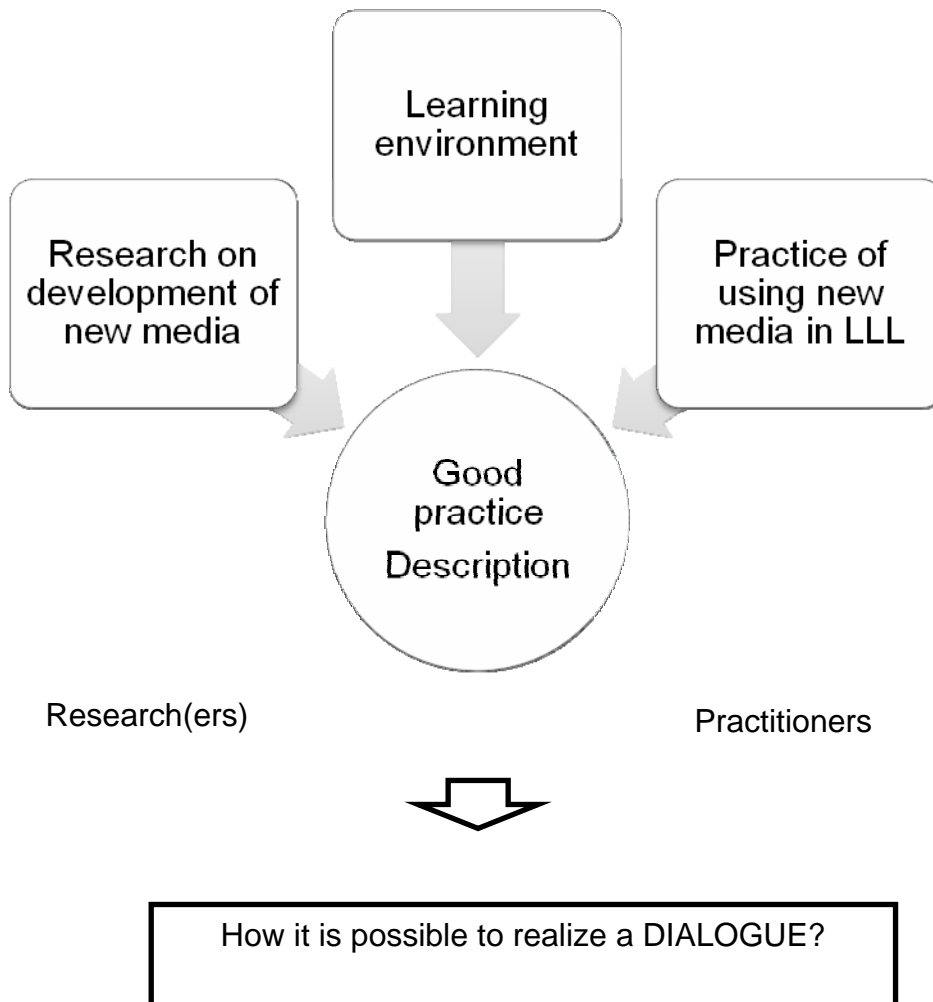 Learning
environment
Research on
development of
new media
Practice of
using new
media in LLL
Good
practice
Description
Research(ers)
Practitioners
How it is possible to realize a DIALOGUE?